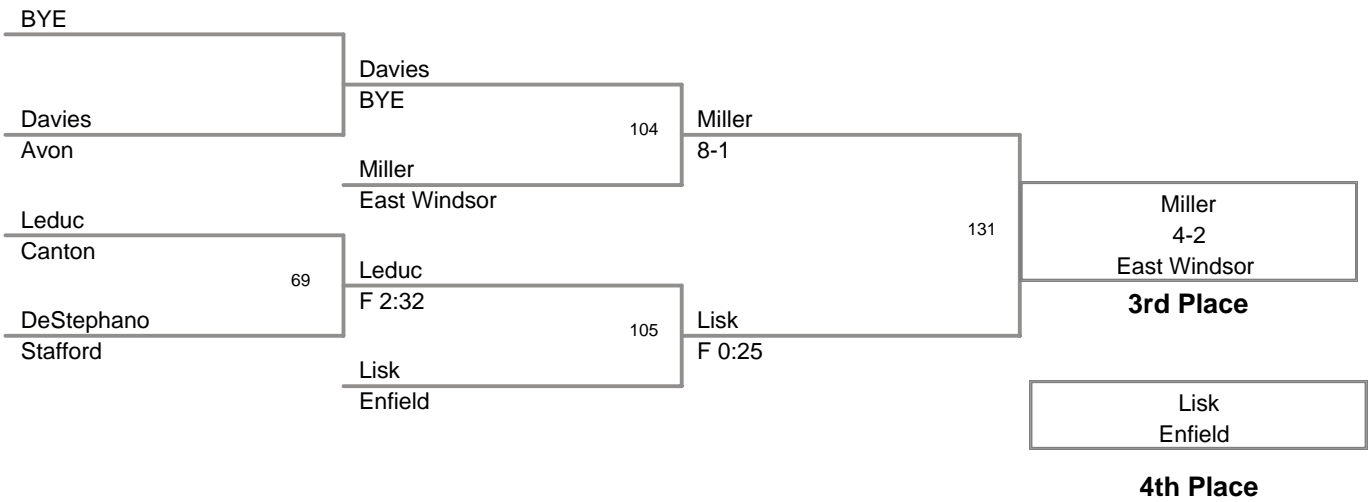 BYE
Davies
BYE
Davies
Avon
104
Miller
8-1
Miller
East Windsor
Leduc
Canton
69
Leduc
F 2:32
DeStephano
Stafford
105
Lisk
F 0:25
Lisk
Enfield
131
Miller
4-2
East Windsor
3rd Place
Lisk
Enfield
4th Place